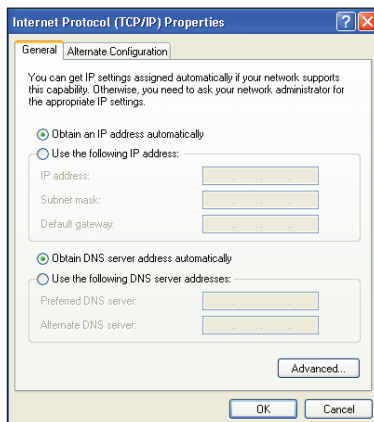 Internet Protocol (TCP/IP) Properties
General
Alternate Configuration
You can get IP settings assigned automatically if your network supports
this capability. Otherwise, you need to ask your network administrator for
the appropriate IP settings.
Obtain an IP address automatically
Use the following IP address:
IP address:
Subnet mask:
Default gateway:
Obtain DNS server address automatically
Use the following DNS server addresses:
Preferred DNS server:
Alternate DNS server:
Advanced...
OK
Cancel